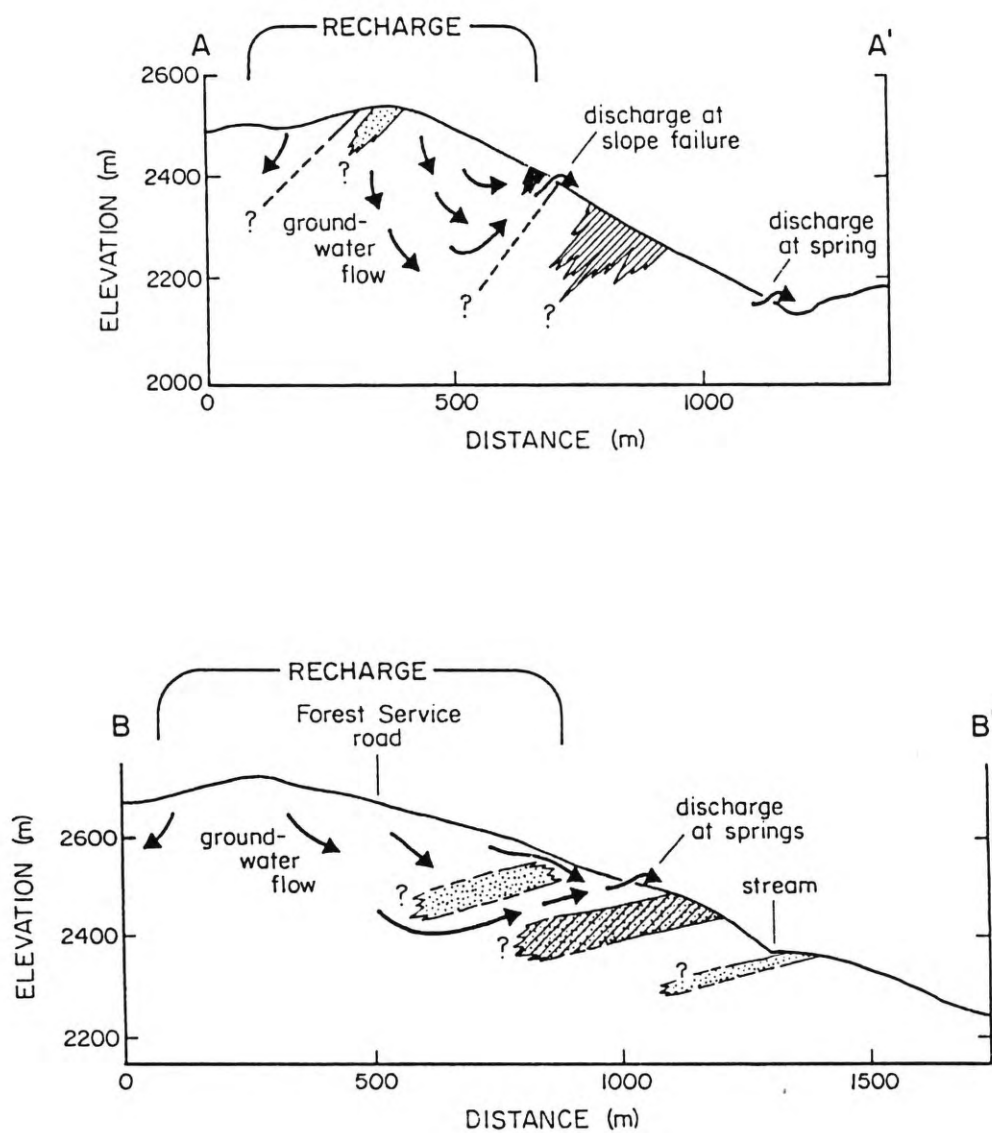 RECHARGE
A
A'
2600
2400
2200
2000
ELEVATION (m)
discharge at
slope failure
?
?
ground-
water
flow
?
?
discharge
at spring
0
500
1000
DISTANCE (m)
RECHARGE
Forest Service
road
B
B'
2600
2400
2200
ELEVATION (m)
ground-
water
flow
discharge
at springs
?
stream
?
?
0
500
1000
1500
DISTANCE (m)